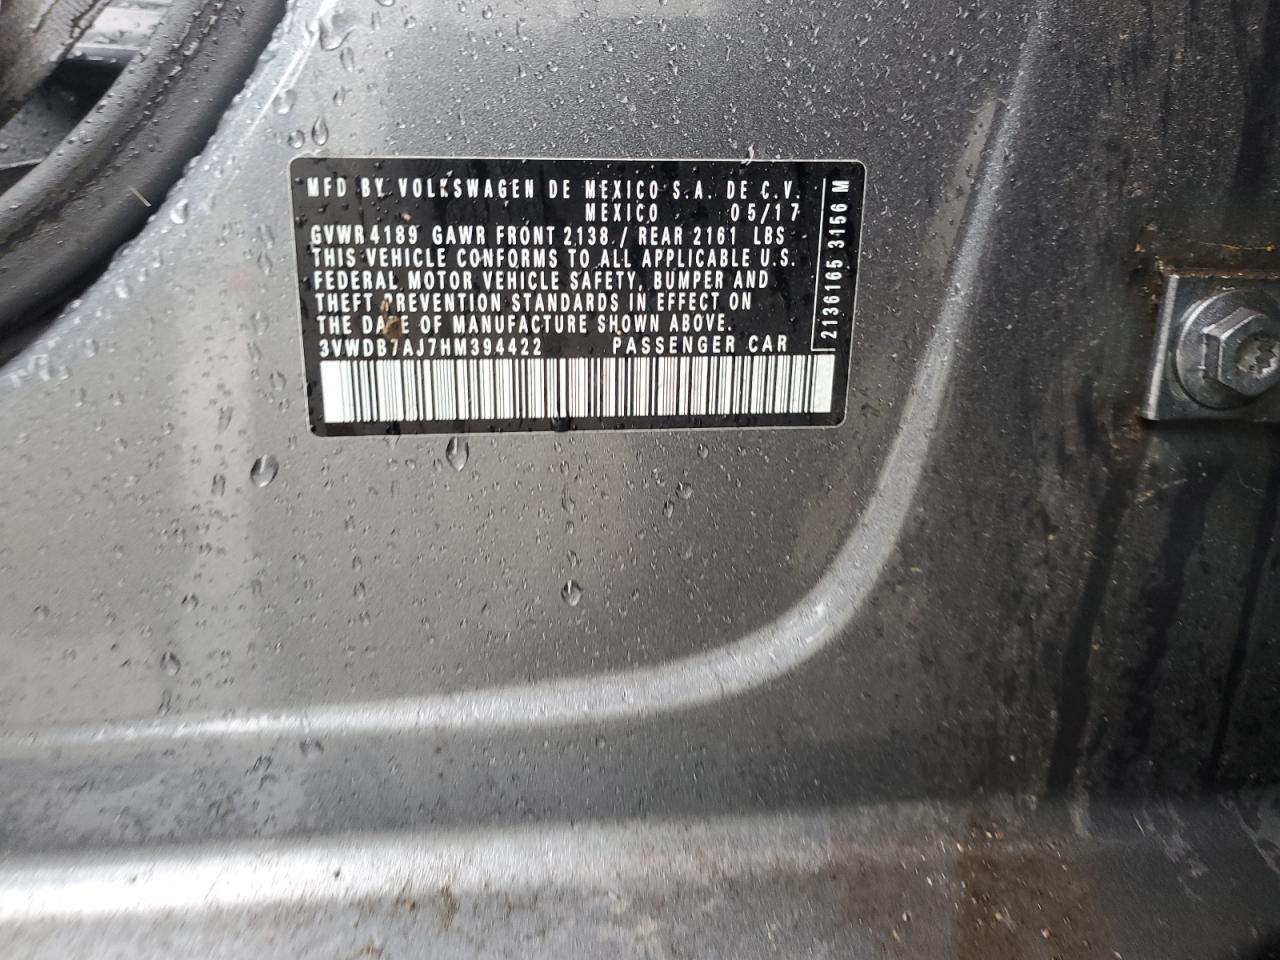 MFD BY VOLKSWAGEN DE MEXICO S.A. DE C.V.
MEXICO 05/17
GVWR 4189 GAWR FRONT 2138 / REAR 2161 LBS
THIS VEHICLE CONFORMS TO ALL APPLICABLE U.S.
FEDERAL MOTOR VEHICLE SAFETY, BUMPER AND
THEFT PREVENTION STANDARDS IN EFFECT ON
THE DATE OF MANUFACTURE SHOWN ABOVE.
3VWDB7AJ7HM394422 PASSENGER CAR
2136165 3156 M